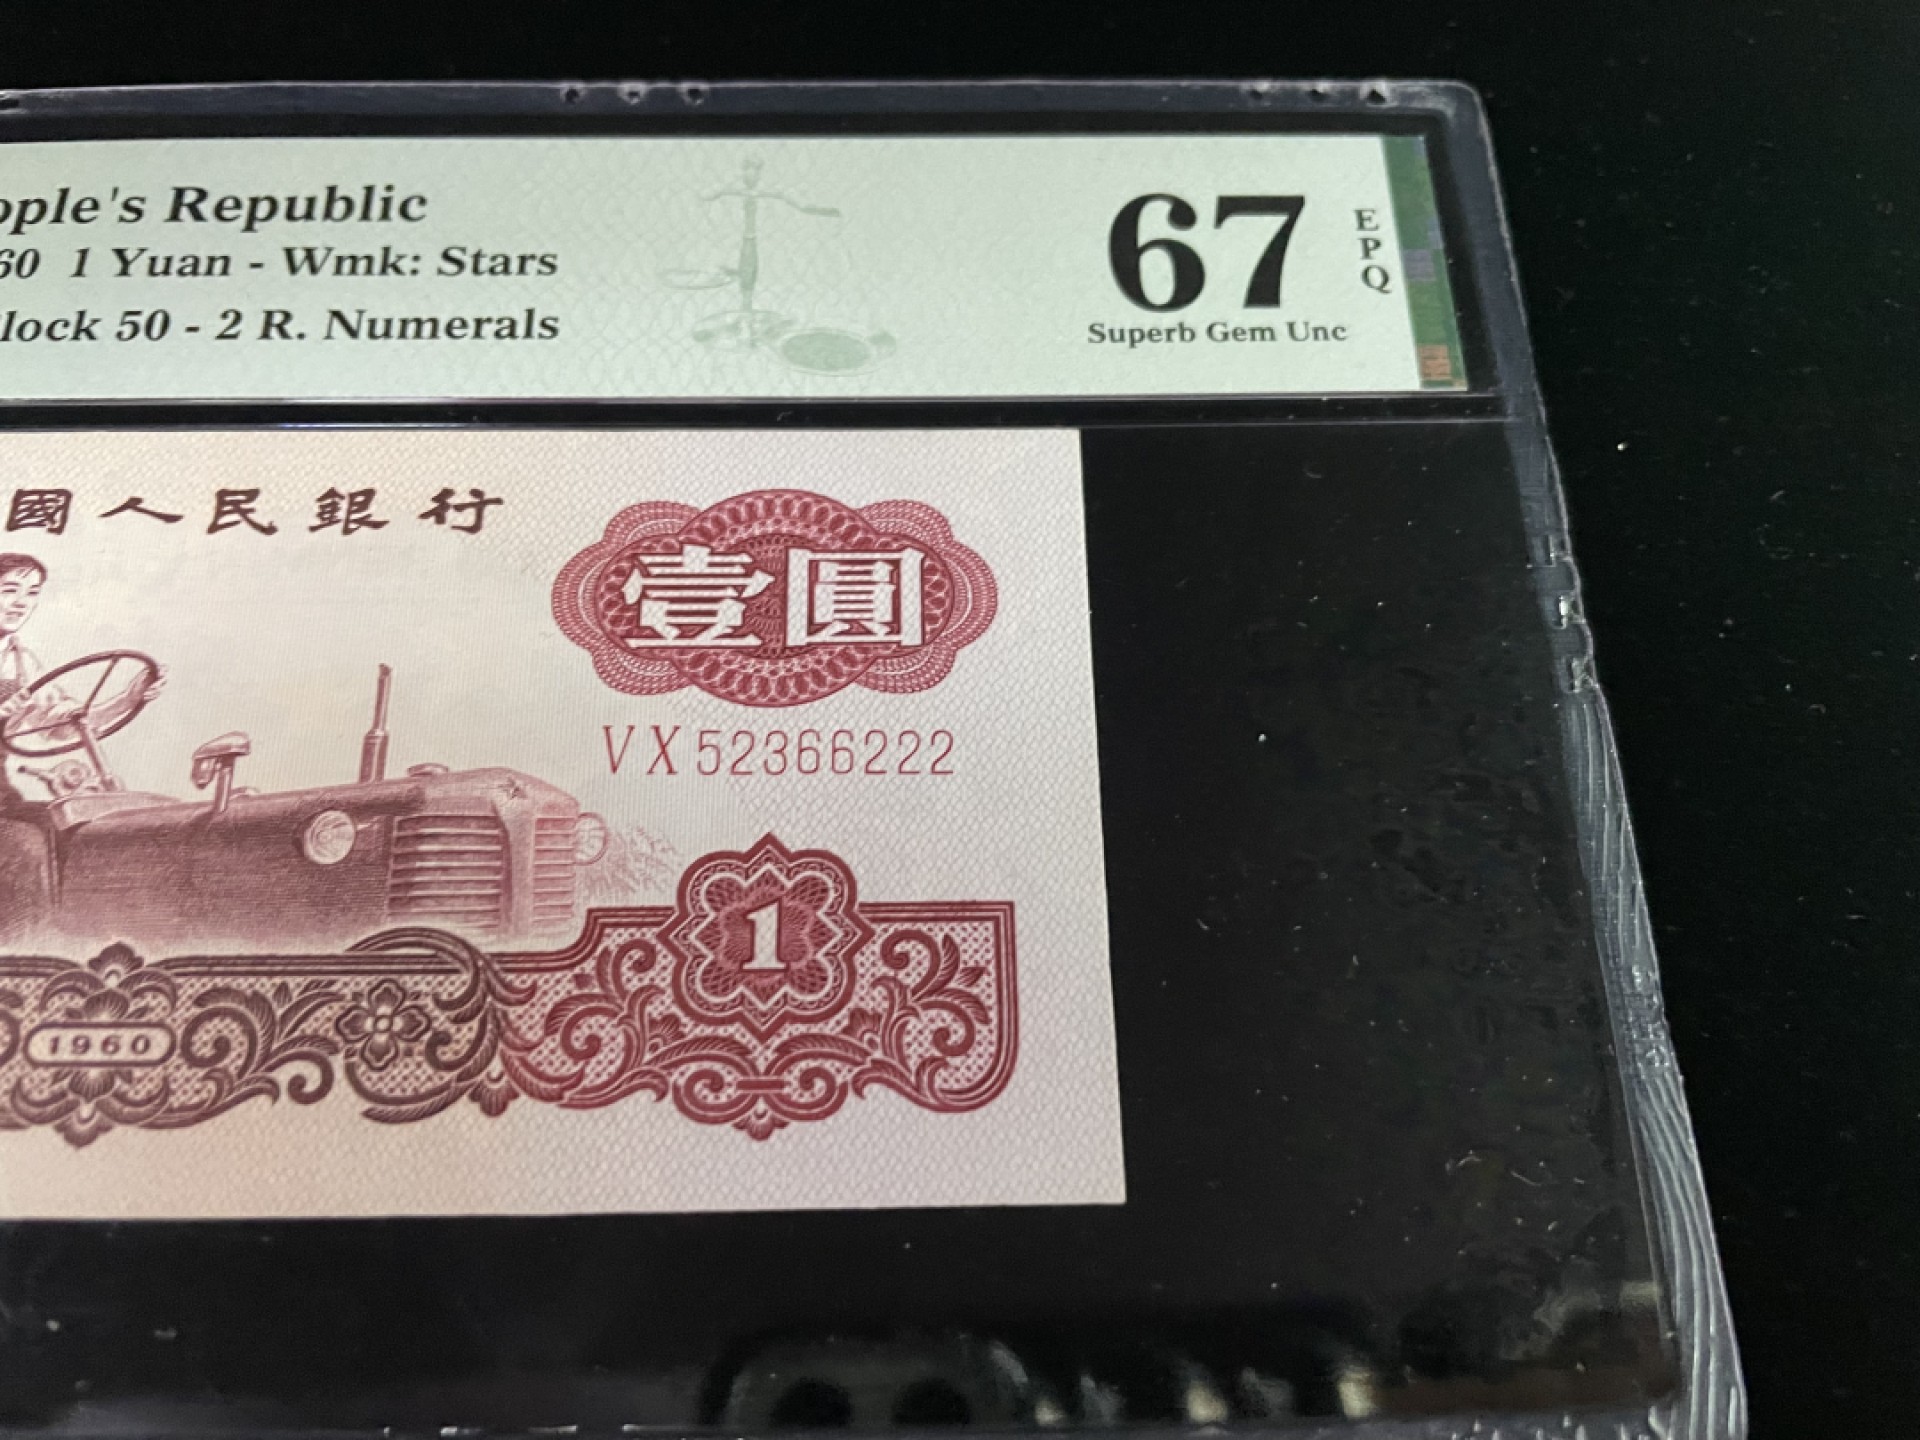 ople's Republic
60 1 Yuan - Wmk: Stars
lock 50 - 2 R. Numerals
67
EPQ
Superb Gem Unc
國人民銀行
壹圓
VX52366222
1
1960